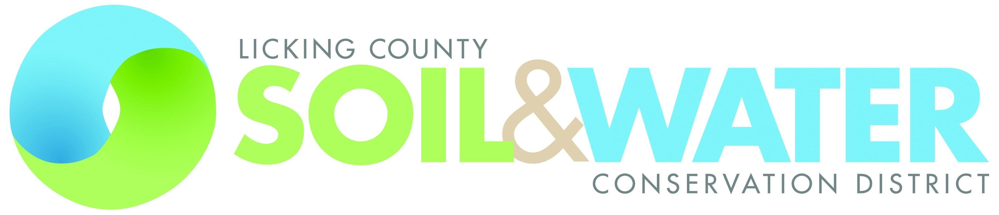 LICKING COUNTY
SOIL&WATER
CONSERVATION DISTRICT